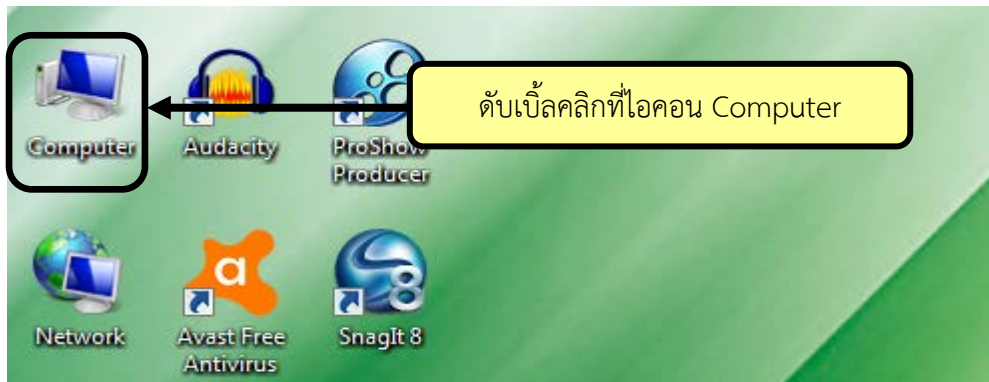 ดับเบิ้ลคลิกที่ไอคอน Computer
Computer
Audacity
ProShow
Producer
Network
Avast Free
Antivirus
SnagIt 8